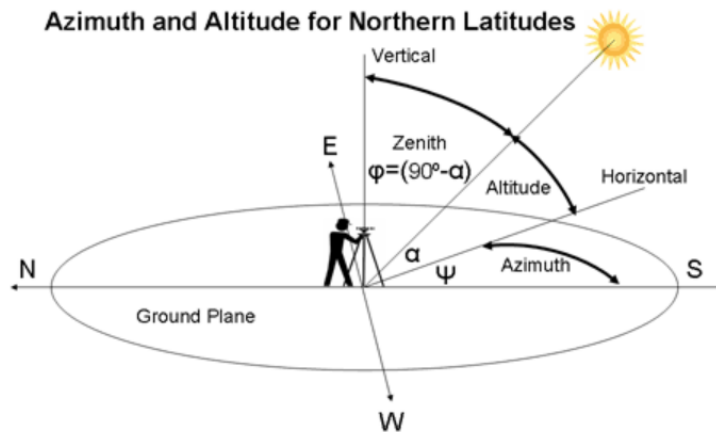 Azimuth and Altitude for Northern Latitudes
Vertical
E
Zenith
φ=(90º-α)
Altitude
Horizontal
α
Azimuth
N
Ψ
S
Ground Plane
W